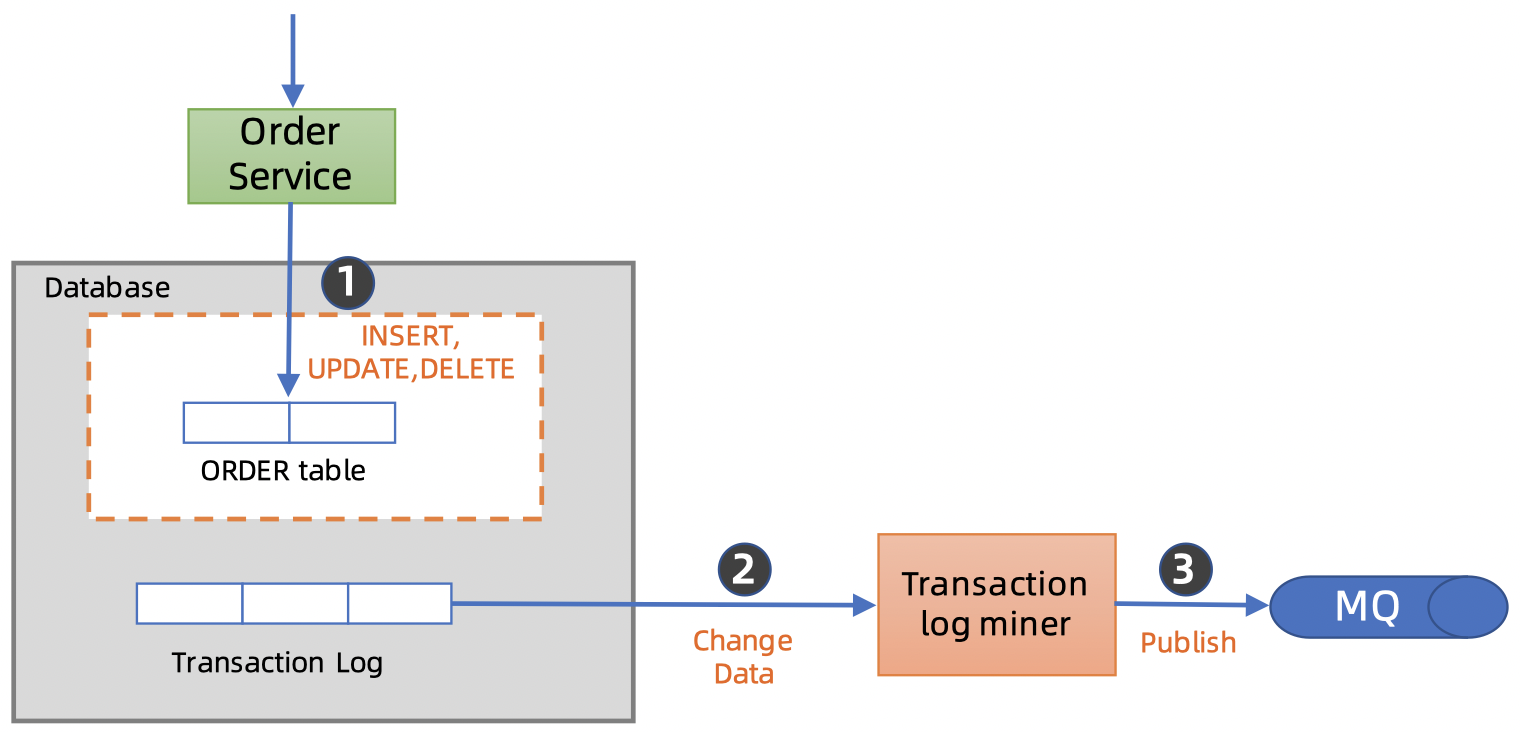 Order
Service
Database
1
INSERT,
UPDATE,DELETE
ORDER table
Transaction Log
2
Change
Data
Transaction
log miner
3
Publish
MQ